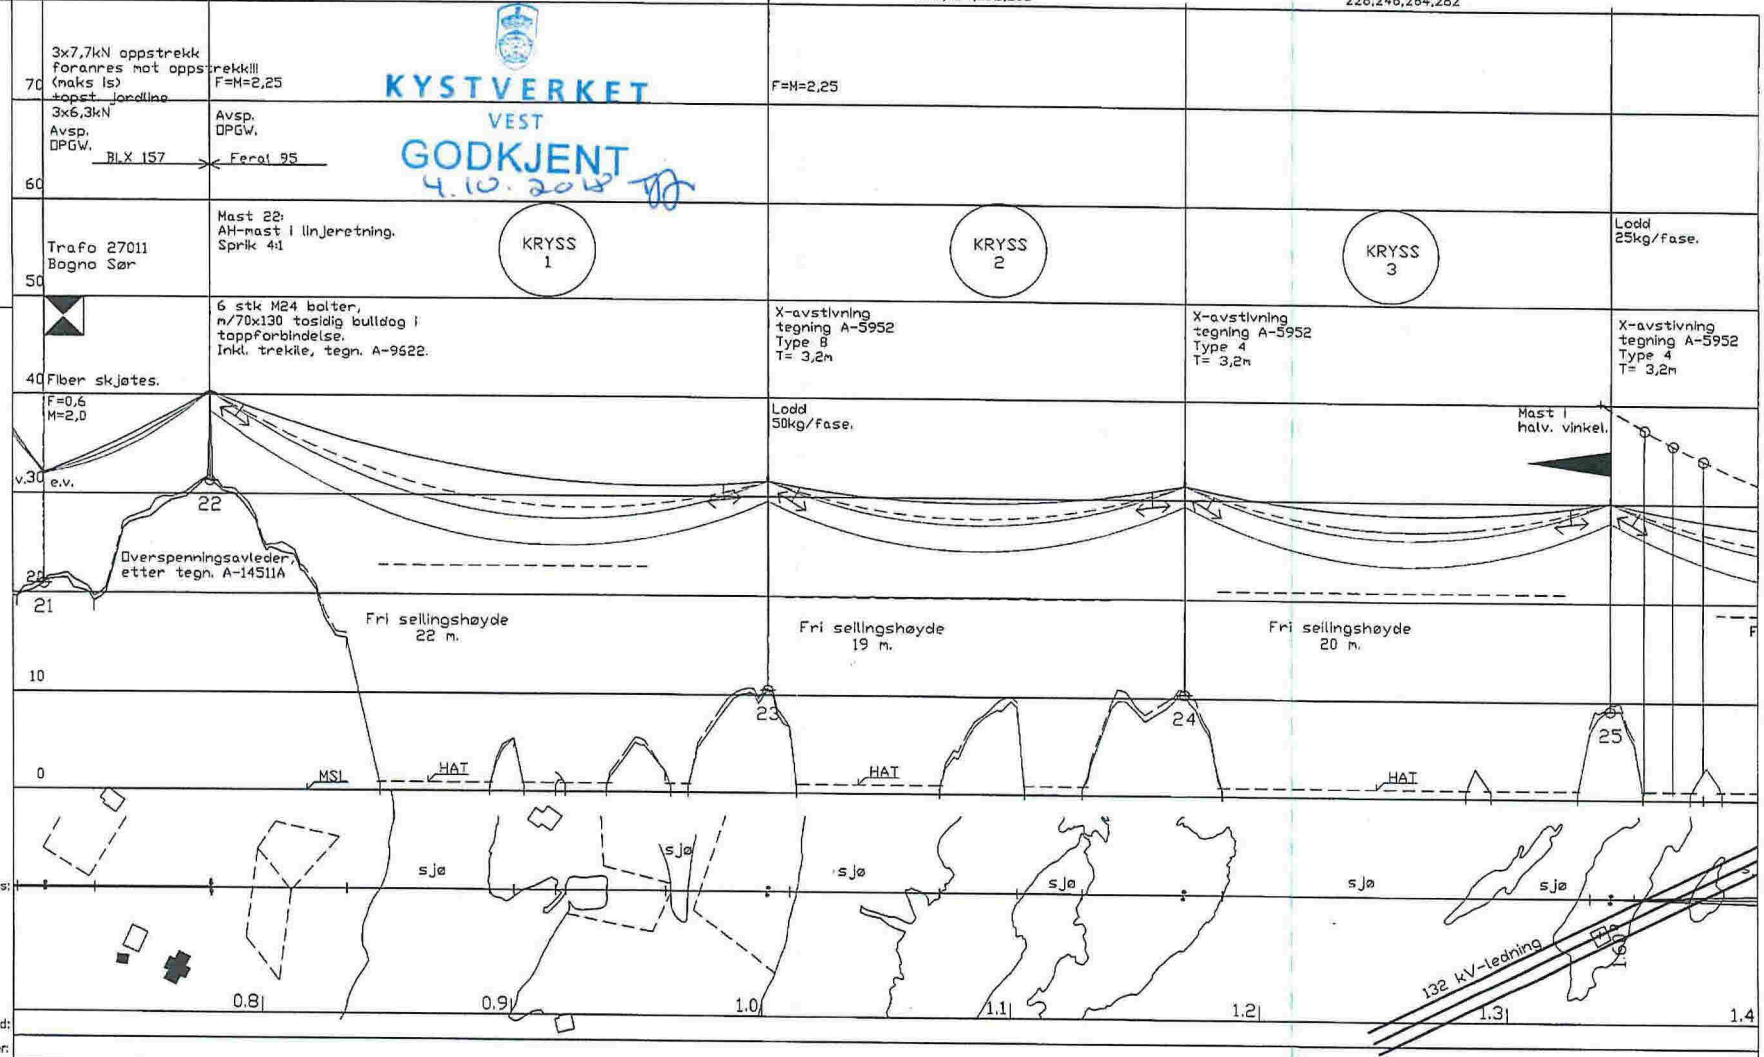 228,246,264,282
3x7,7kN oppstrekk
foranres mot oppstrekk!!!
(maks is)
+oppst. jordline
3x6,3kN
Avsp.
OPGW.
BLX 157
F=M=2,25
Avsp.
OPGW.
Feral 95
KYSTVERKET
VEST
GODKJENT
4.10.2018
F=M=2,25
70
60
50
40
v.30
20
10
0
Trafo 27011
Bogno Sør
Mast 22:
AH-mast i linjeretning.
Sprik 4:1
KRYSS
1
KRYSS
2
KRYSS
3
Lodd
25kg/fase.
6 stk M24 bolter,
m/70x130 tosidig bulldog i
toppforbindelse.
Inkl. trekile, tegn. A-9622.
X-avstivning
tegning A-5952
Type 8
T= 3,2m
X-avstivning
tegning A-5952
Type 4
T= 3,2m
X-avstivning
tegning A-5952
Type 4
T= 3,2m
Fiber skjøtes.
F=0,6
M=2,0
Lodd
50kg/fase.
Mast i
halv. vinkel.
e.v.
22
Overspenningsavleder,
etter tegn. A-14511A
21
Fri seilingshøyde
22 m.
Fri seilingshøyde
19 m.
Fri seilingshøyde
20 m.
F
23
24
25
MSL
HAT
HAT
HAT
sjø
sjø
sjø
sjø
sjø
sjø
s
132 kV-ledning
0.8
0.9
1.0
1.1
1.2
1.3
1.4
s:
d:
er: